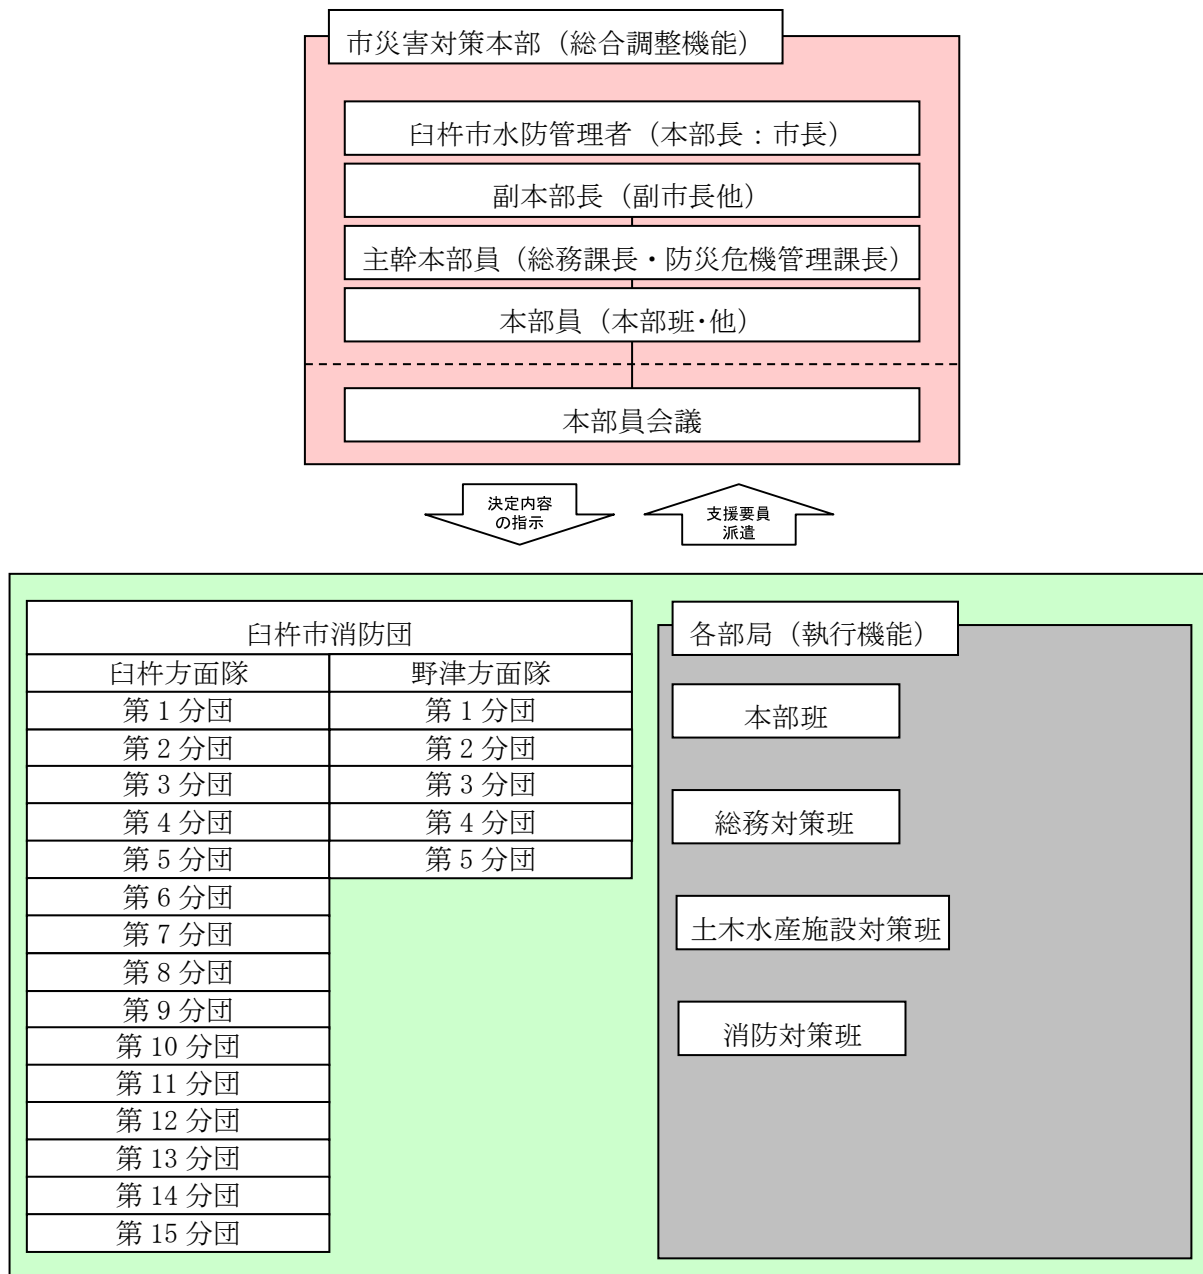 市災害対策本部（総合調整機能）
臼杵市水防管理者（本部長：市長）
副本部長（副市長他）
主幹本部員（総務課長・防災危機管理課長）
本部員（本部班･他）
本部員会議
決定内容
の指示
支援要員
派遣
臼杵市消防団
臼杵方面隊 野津方面隊
第 1 分団 第 1 分団
第 2 分団 第 2 分団
第 3 分団 第 3 分団
第 4 分団 第 4 分団
第 5 分団 第 5 分団
第 6 分団
第 7 分団
第 8 分団
第 9 分団
第 10 分団
第 11 分団
第 12 分団
第 13 分団
第 14 分団
第 15 分団
各部局（執行機能）
本部班
総務対策班
土木水産施設対策班
消防対策班